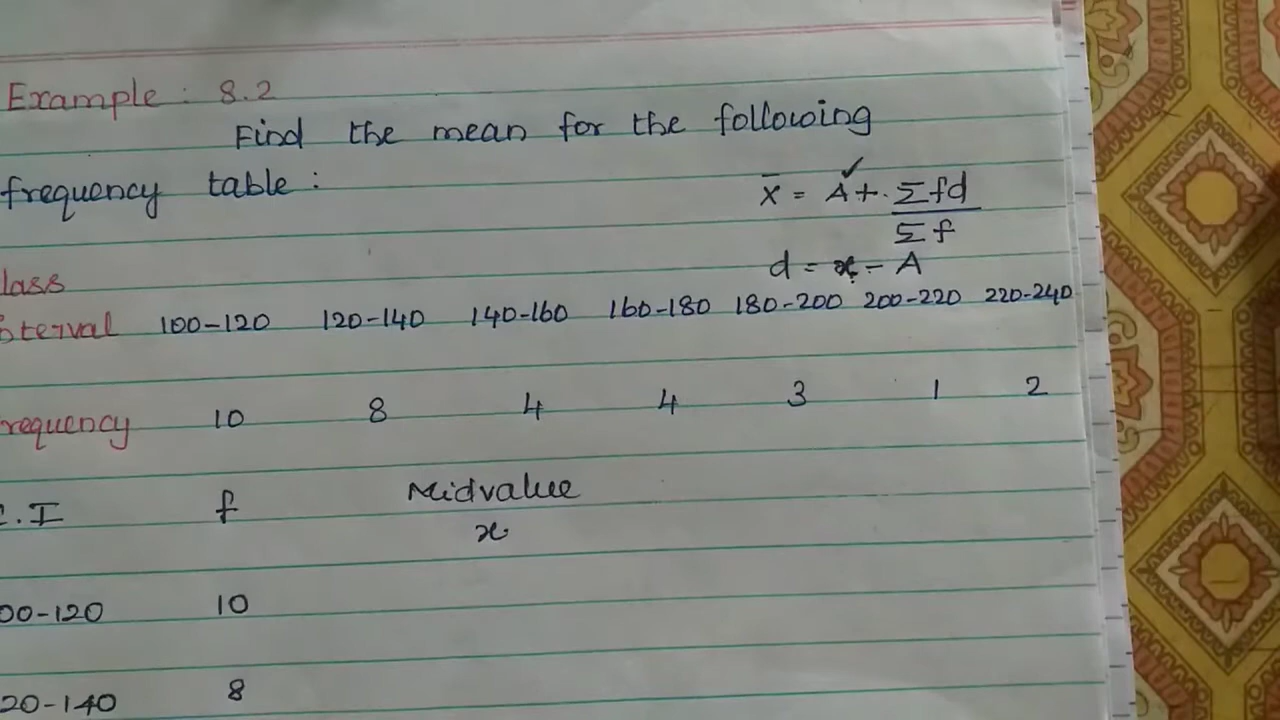 Example : 8.2
Find the mean for the following
frequency table :
x̄ = A + Σfd
Σf
d = x - A
lass
nterval 100-120 120-140 140-160 160-180 180-200 200-220 220-240
requency 10 8 4 4 3 1 2
C.I f Midvalue
x
00-120 10
20-140 8